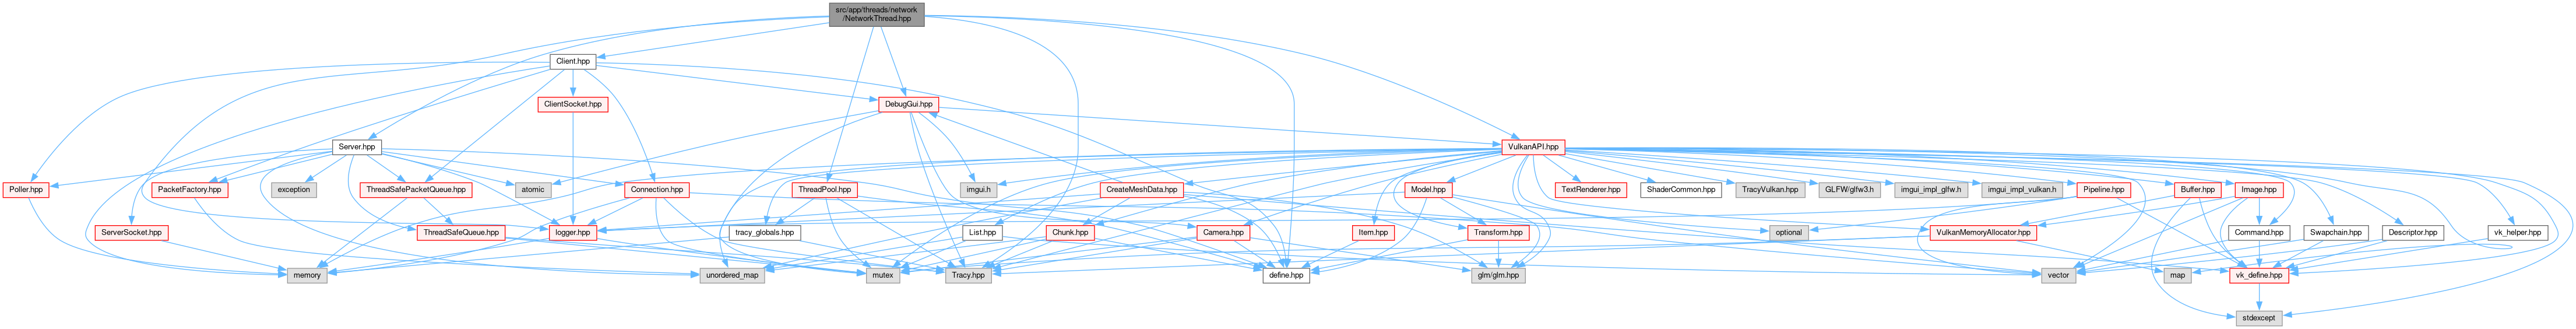 src/app/threads/network
/NetworkThread.hpp
Client.hpp
ClientSocket.hpp
DebugGui.hpp
Server.hpp
VulkanAPI.hpp
Poller.hpp
PacketFactory.hpp
exception
ThreadSafePacketQueue.hpp
atomic
Connection.hpp
ThreadPool.hpp
imgui.h
CreateMeshData.hpp
Model.hpp
TextRenderer.hpp
ShaderCommon.hpp
TracyVulkan.hpp
GLFW/glfw3.h
imgui_impl_glfw.h
imgui_impl_vulkan.h
Pipeline.hpp
Buffer.hpp
Image.hpp
ServerSocket.hpp
ThreadSafeQueue.hpp
logger.hpp
tracy_globals.hpp
List.hpp
Chunk.hpp
Camera.hpp
Item.hpp
Transform.hpp
optional
VulkanMemoryAllocator.hpp
Command.hpp
Swapchain.hpp
Descriptor.hpp
vk_helper.hpp
memory
unordered_map
mutex
Tracy.hpp
define.hpp
glm/glm.hpp
vector
map
vk_define.hpp
stdexcept